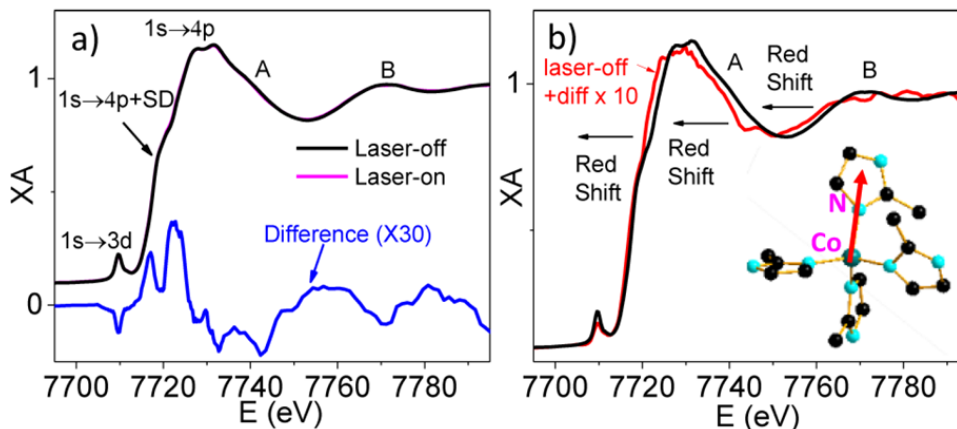 a)
1s→4p
A
B
1
1s→4p+SD
Laser-off
Laser-on
XA
1s→3d
Difference (X30)
0
7700 7720 7740 7760 7780
E (eV)
b)
Red
Shift
A
B
1
laser-off
+diff x 10
Red
Shift
Red
Shift
XA
N
Co
7700 7720 7740 7760 7780
E (eV)